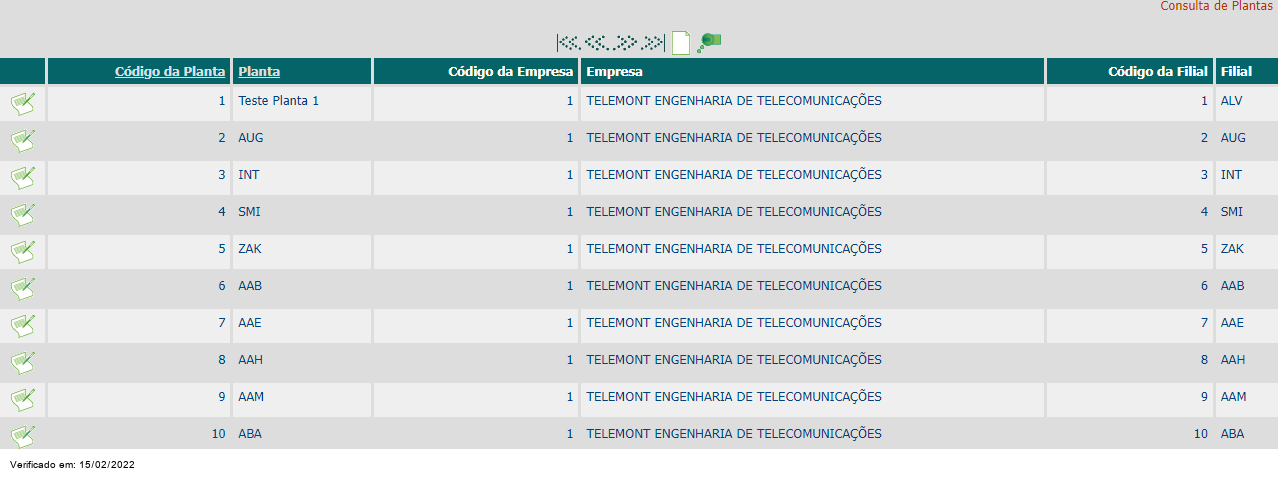 Consulta de Plantas
Código da Planta Planta Código da Empresa Empresa Código da Filial Filial
1 Teste Planta 1 1 TELEMONT ENGENHARIA DE TELECOMUNICAÇÕES 1 ALV
2 AUG 1 TELEMONT ENGENHARIA DE TELECOMUNICAÇÕES 2 AUG
3 INT 1 TELEMONT ENGENHARIA DE TELECOMUNICAÇÕES 3 INT
4 SMI 1 TELEMONT ENGENHARIA DE TELECOMUNICAÇÕES 4 SMI
5 ZAK 1 TELEMONT ENGENHARIA DE TELECOMUNICAÇÕES 5 ZAK
6 AAB 1 TELEMONT ENGENHARIA DE TELECOMUNICAÇÕES 6 AAB
7 AAE 1 TELEMONT ENGENHARIA DE TELECOMUNICAÇÕES 7 AAE
8 AAH 1 TELEMONT ENGENHARIA DE TELECOMUNICAÇÕES 8 AAH
9 AAM 1 TELEMONT ENGENHARIA DE TELECOMUNICAÇÕES 9 AAM
10 ABA 1 TELEMONT ENGENHARIA DE TELECOMUNICAÇÕES 10 ABA
Verificado em: 15/02/2022